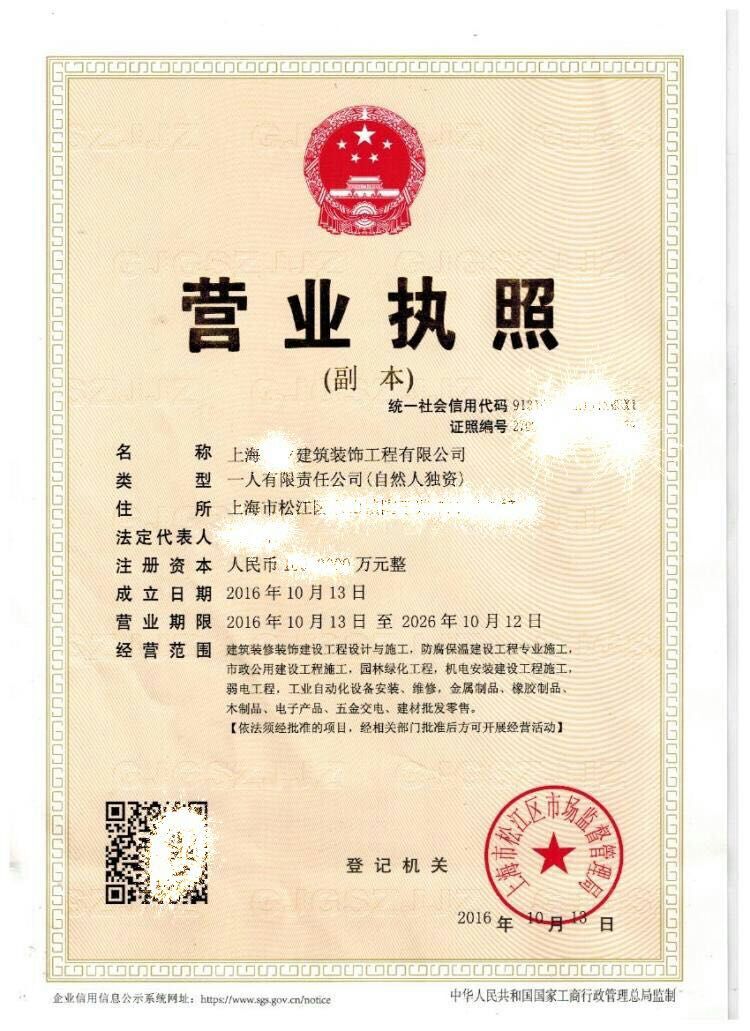 营业执照
(副 本)
统一社会信用代码 913
证照编号 270
名 称 上海 建筑装饰工程有限公司
类 型 一人有限责任公司(自然人独资)
住 所 上海市松江区
法定代表人
注册资本 人民币 万元整
成立日期 2016年10月13日
营业期限 2016年10月13日 至 2026年10月12日
经营范围 建筑装修装饰建设工程设计与施工，防腐保温建设工程专业施工，
市政公用建设工程施工，园林绿化工程，机电安装建设工程施工，
弱电工程，工业自动化设备安装、维修，金属制品、橡胶制品、
木制品、电子产品、五金交电、建材批发零售。
【依法须经批准的项目，经相关部门批准后方可开展经营活动】
登记机关
上海市松江区市场监督管理局
2016年10月13日
企业信用信息公示系统网址：https://www.sgs.gov.cn/notice
中华人民共和国国家工商行政管理总局监制